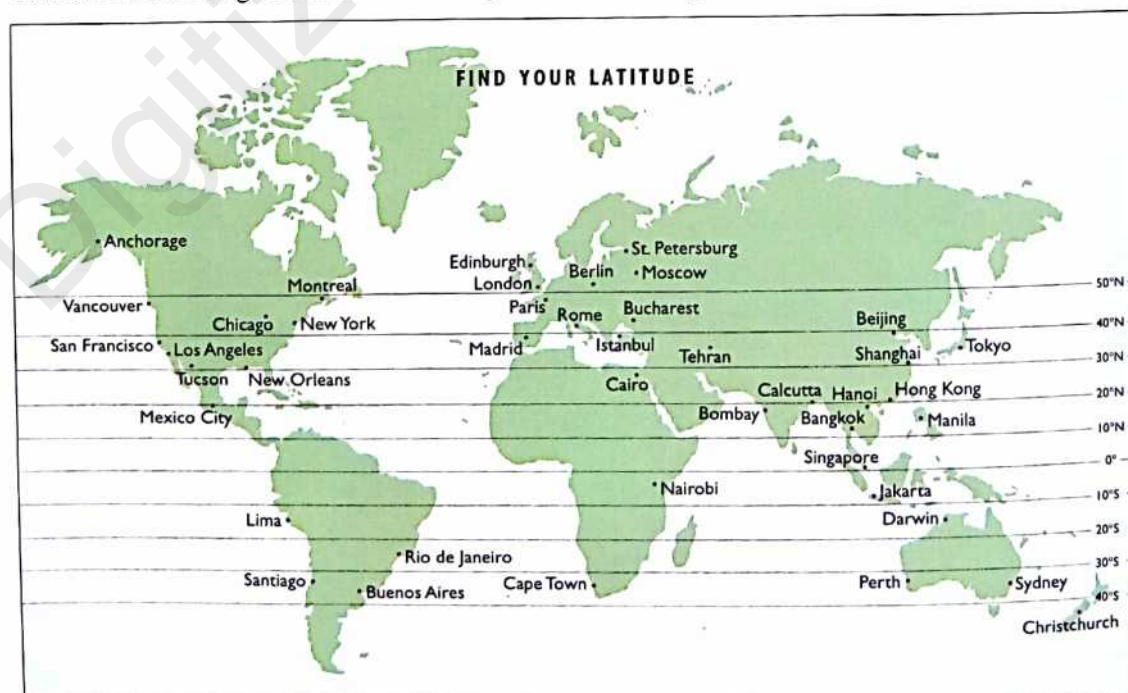 FIND YOUR LATITUDE
Anchorage
St. Petersburg
Edinburgh
Berlin
Moscow
London
Montreal
50°N
Vancouver
Paris
Bucharest
Rome
Chicago
New York
Beijing
40°N
San Francisco
Los Angeles
Madrid
Istanbul
Tehran
Shanghai
Tokyo
30°N
Tucson
New Orleans
Cairo
Calcutta
Hanoi
Hong Kong
20°N
Mexico City
Bombay
Bangkok
Manila
10°N
Singapore
0°
Nairobi
Jakarta
10°S
Lima
Darwin
20°S
Rio de Janeiro
30°S
Santiago
Buenos Aires
Cape Town
Perth
Sydney
40°S
Christchurch
Digitiz